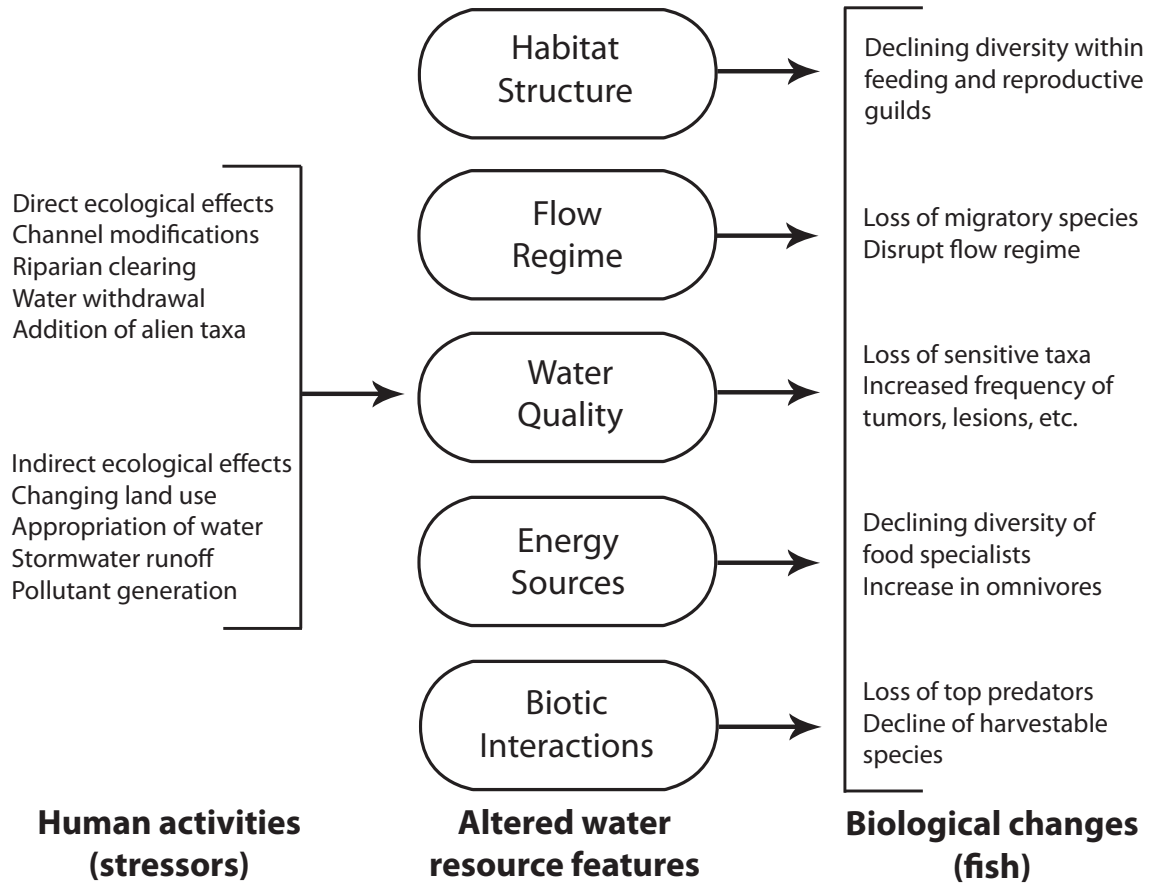 Direct ecological effects
Channel modifications
Riparian clearing
Water withdrawal
Addition of alien taxa
Indirect ecological effects
Changing land use
Appropriation of water
Stormwater runoff
Pollutant generation
Human activities
(stressors)
Habitat
Structure
Flow
Regime
Water
Quality
Energy
Sources
Biotic
Interactions
Altered water
resource features
Declining diversity within
feeding and reproductive
guilds
Loss of migratory species
Disrupt flow regime
Loss of sensitive taxa
Increased frequency of
tumors, lesions, etc.
Declining diversity of
food specialists
Increase in omnivores
Loss of top predators
Decline of harvestable
species
Biological changes
(fish)